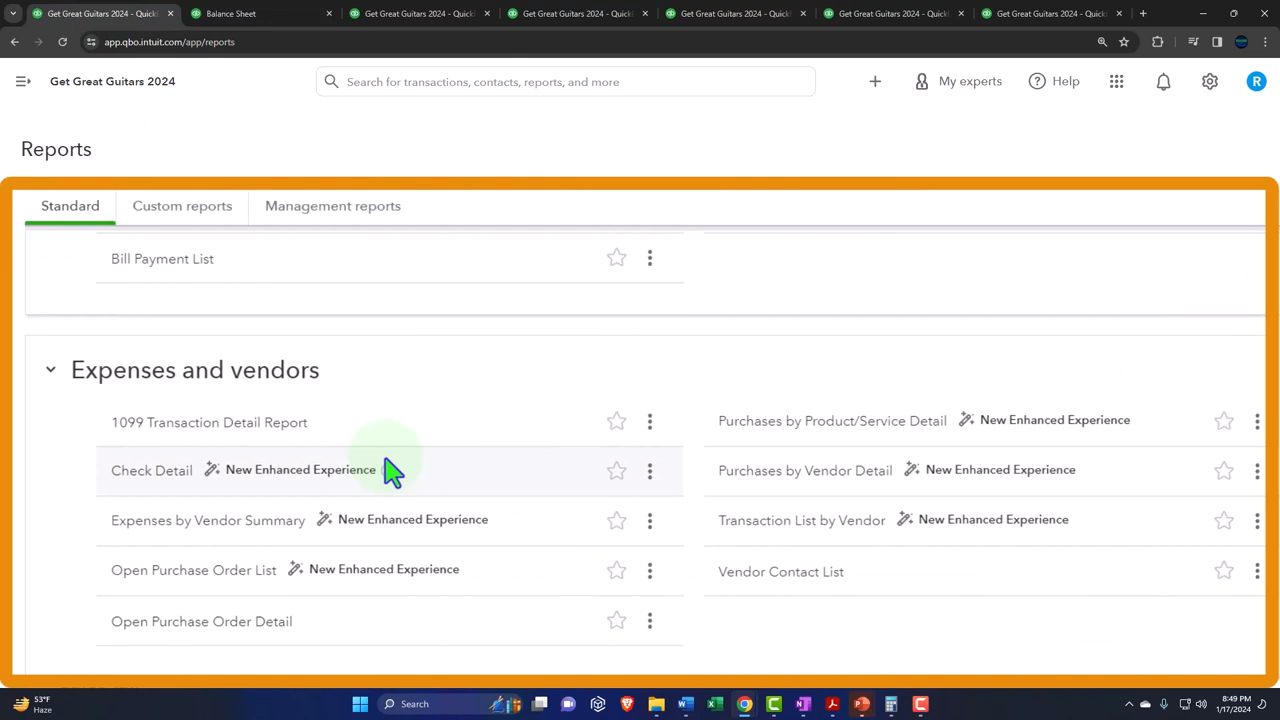 Get Great Guitars 2024 - Quick
Balance Sheet
Get Great Guitars 2024 - Quick
Get Great Guitars 2024 - Quick
Get Great Guitars 2024 - Quick
Get Great Guitars 2024 - Quick
Get Great Guitars 2024 - Quick
app.qbo.intuit.com/app/reports
Get Great Guitars 2024
Search for transactions, contacts, reports, and more
My experts
Help
R
Reports
Standard
Custom reports
Management reports
Bill Payment List
Expenses and vendors
1099 Transaction Detail Report
Purchases by Product/Service Detail New Enhanced Experience
Check Detail New Enhanced Experience
Purchases by Vendor Detail New Enhanced Experience
Expenses by Vendor Summary New Enhanced Experience
Transaction List by Vendor New Enhanced Experience
Open Purchase Order List New Enhanced Experience
Vendor Contact List
Open Purchase Order Detail
53°F
Haze
Search
8:49 PM
1/29/2024